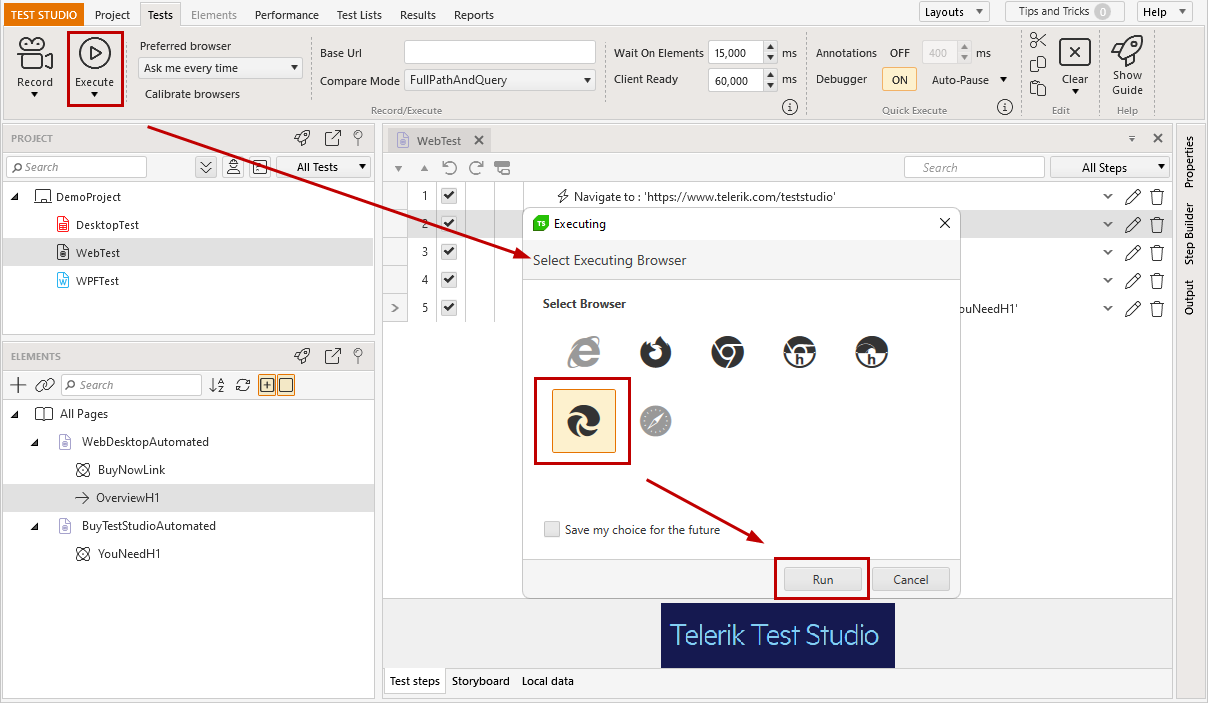 TEST STUDIO Project Tests Elements Performance Test Lists Results Reports Layouts Tips and Tricks 0 Help
Record
Execute
Preferred browser
Ask me every time
Calibrate browsers
Base Url
Compare Mode FullPathAndQuery
Wait On Elements 15,000 ms
Client Ready 60,000 ms
Record/Execute
Annotations OFF 400 ms
Debugger ON Auto-Pause
Quick Execute
Clear
Edit
Show
Guide
Help
PROJECT
Search All Tests
DemoProject
DesktopTest
WebTest
WPFTest
ELEMENTS
Search
All Pages
WebDesktopAutomated
BuyNowLink
OverviewH1
BuyTestStudioAutomated
YouNeedH1
WebTest
Search All Steps
1 Navigate to : 'https://www.telerik.com/teststudio'
2
3
4
5 ouNeedH1'
TS Executing
Select Executing Browser
Select Browser
h
h
Save my choice for the future
Run Cancel
Telerik Test Studio
Test steps Storyboard Local data
Properties
Step Builder
Output